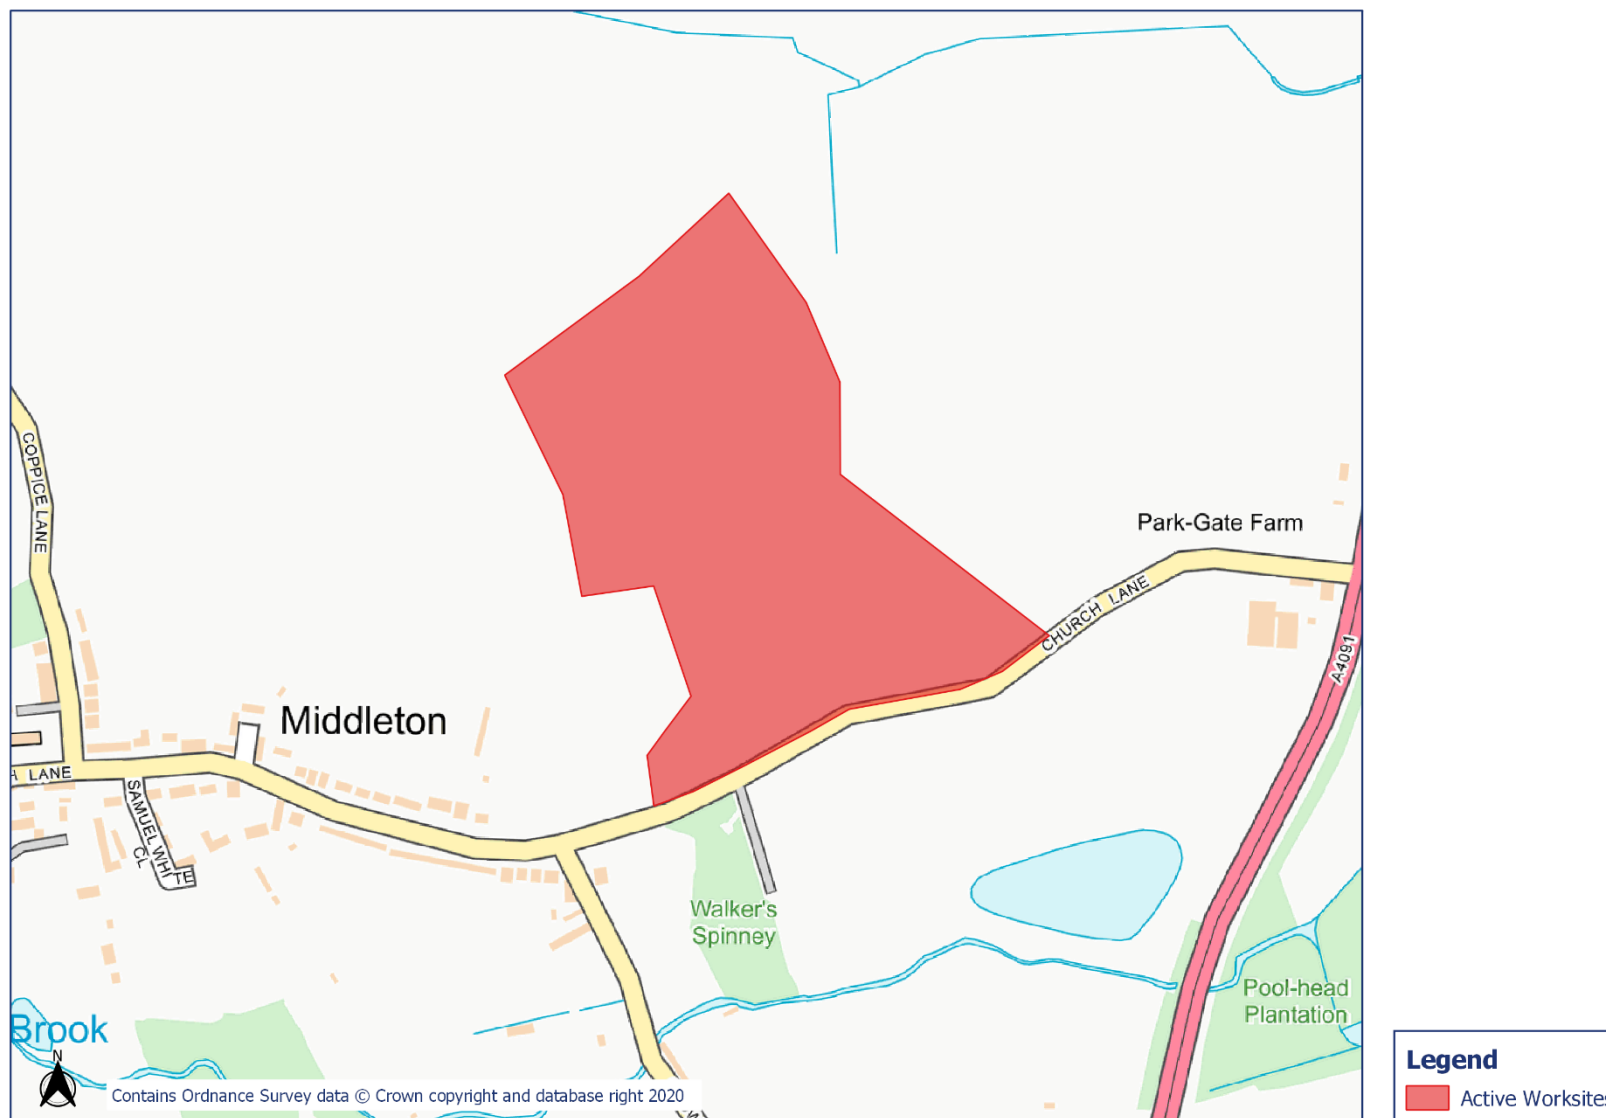 COPPICE LANE
Park-Gate Farm
CHURCH LANE
A4091
Middleton
H LANE
SAMUEL WHITE
CL
Walker's
Spinney
Pool-head
Plantation
Brook
N
Contains Ordnance Survey data © Crown copyright and database right 2020
Legend
Active Worksites